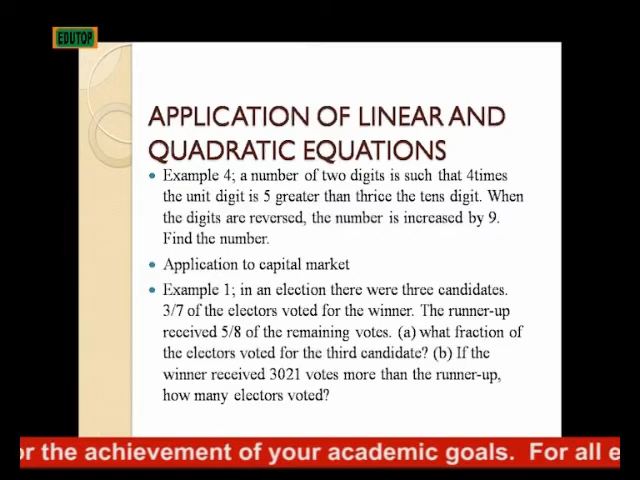 EDUTOP
APPLICATION OF LINEAR AND
QUADRATIC EQUATIONS
Example 4; a number of two digits is such that 4times
the unit digit is 5 greater than thrice the tens digit. When
the digits are reversed, the number is increased by 9.
Find the number.
Application to capital market
Example 1; in an election there were three candidates.
3/7 of the electors voted for the winner. The runner-up
received 5/8 of the remaining votes. (a) what fraction of
the electors voted for the third candidate? (b) If the
winner received 3021 votes more than the runner-up,
how many electors voted?
or the achievement of your academic goals. For all e